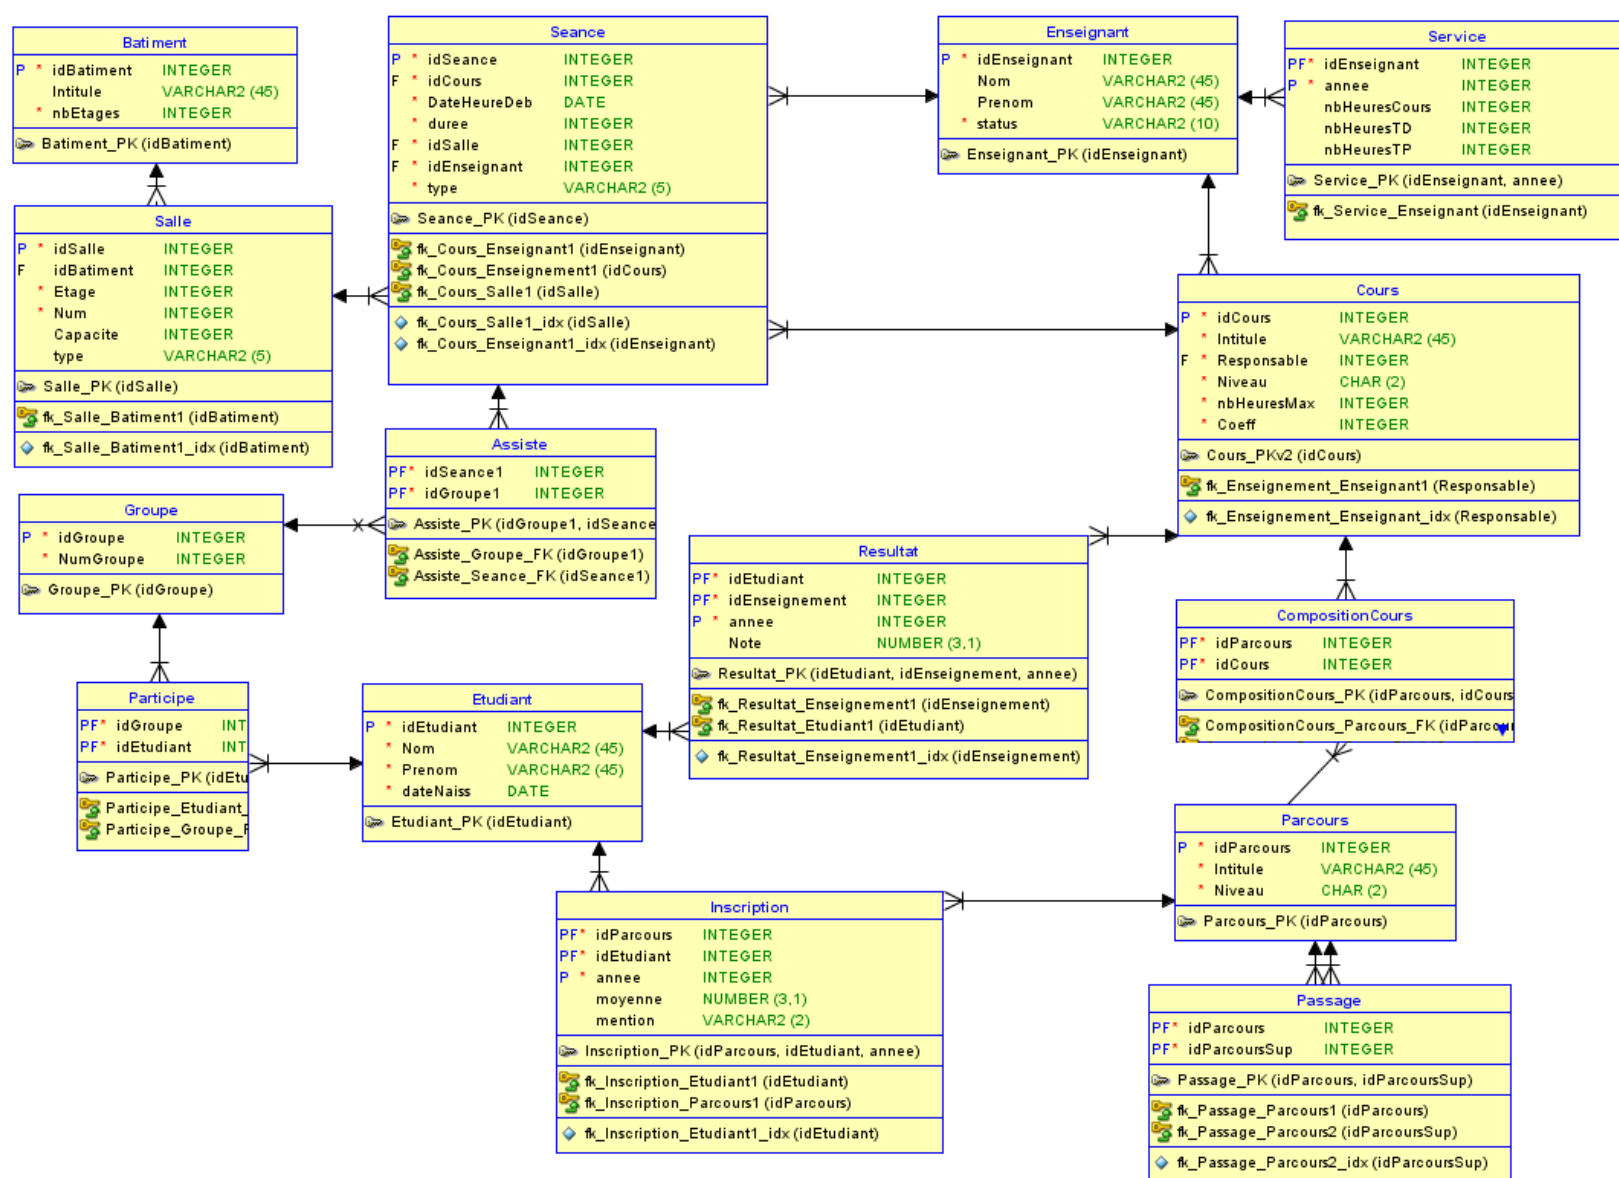 Batiment
P * idBatiment INTEGER
Intitule VARCHAR2 (45)
* nbEtages INTEGER
Batiment_PK (idBatiment)
Salle
P * idSalle INTEGER
F idBatiment INTEGER
* Etage INTEGER
* Num INTEGER
Capacite INTEGER
type VARCHAR2 (5)
Salle_PK (idSalle)
fk_Salle_Batiment1 (idBatiment)
fk_Salle_Batiment1_idx (idBatiment)
Seance
P * idSeance INTEGER
F * idCours INTEGER
* DateHeureDeb DATE
* duree INTEGER
F * idSalle INTEGER
F * idEnseignant INTEGER
* type VARCHAR2 (5)
Seance_PK (idSeance)
fk_Cours_Enseignant1 (idEnseignant)
fk_Cours_Enseignement1 (idCours)
fk_Cours_Salle1 (idSalle)
fk_Cours_Salle1_idx (idSalle)
fk_Cours_Enseignant1_idx (idEnseignant)
Enseignant
P * idEnseignant INTEGER
Nom VARCHAR2 (45)
Prenom VARCHAR2 (45)
* status VARCHAR2 (10)
Enseignant_PK (idEnseignant)
Service
PF* idEnseignant INTEGER
P * annee INTEGER
nbHeuresCours INTEGER
nbHeuresTD INTEGER
nbHeuresTP INTEGER
Service_PK (idEnseignant, annee)
fk_Service_Enseignant (idEnseignant)
Cours
P * idCours INTEGER
* Intitule VARCHAR2 (45)
F * Responsable INTEGER
* Niveau CHAR (2)
* nbHeuresMax INTEGER
* Coeff INTEGER
Cours_PKv2 (idCours)
fk_Enseignement_Enseignant1 (Responsable)
fk_Enseignement_Enseignant_idx (Responsable)
Assiste
PF* idSeance1 INTEGER
PF* idGroupe1 INTEGER
Assiste_PK (idGroupe1, idSeance
Assiste_Groupe_FK (idGroupe1)
Assiste_Seance_FK (idSeance1)
Groupe
P * idGroupe INTEGER
* NumGroupe INTEGER
Groupe_PK (idGroupe)
Resultat
PF* idEtudiant INTEGER
PF* idEnseignement INTEGER
P * annee INTEGER
Note NUMBER (3,1)
Resultat_PK (idEtudiant, idEnseignement, annee)
fk_Resultat_Enseignement1 (idEnseignement)
fk_Resultat_Etudiant1 (idEtudiant)
fk_Resultat_Enseignement1_idx (idEnseignement)
CompositionCours
PF* idParcours INTEGER
PF* idCours INTEGER
CompositionCours_PK (idParcours, idCours
CompositionCours_Parcours_FK (idParcour
Participe
PF* idGroupe INT
PF* idEtudiant INT
Participe_PK (idEtu
Participe_Etudiant_
Participe_Groupe_F
Etudiant
P * idEtudiant INTEGER
* Nom VARCHAR2 (45)
* Prenom VARCHAR2 (45)
* dateNaiss DATE
Etudiant_PK (idEtudiant)
Parcours
P * idParcours INTEGER
* Intitule VARCHAR2 (45)
* Niveau CHAR (2)
Parcours_PK (idParcours)
Inscription
PF* idParcours INTEGER
PF* idEtudiant INTEGER
P * annee INTEGER
moyenne NUMBER (3,1)
mention VARCHAR2 (2)
Inscription_PK (idParcours, idEtudiant, annee)
fk_Inscription_Etudiant1 (idEtudiant)
fk_Inscription_Parcours1 (idParcours)
fk_Inscription_Etudiant1_idx (idEtudiant)
Passage
PF* idParcours INTEGER
PF* idParcoursSup INTEGER
Passage_PK (idParcours, idParcoursSup)
fk_Passage_Parcours1 (idParcours)
fk_Passage_Parcours2 (idParcoursSup)
fk_Passage_Parcours2_idx (idParcoursSup)